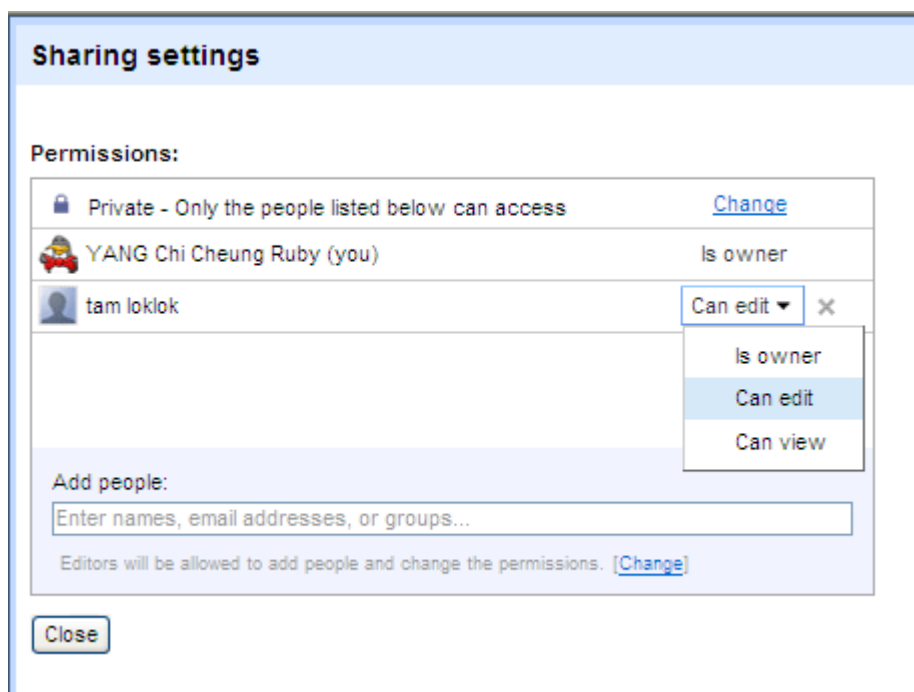 Sharing settings
Permissions:
Private - Only the people listed below can access Change
YANG Chi Cheung Ruby (you) Is owner
tam loklok Can edit
Is owner
Can edit
Can view
Add people:
Enter names, email addresses, or groups...
Editors will be allowed to add people and change the permissions. [Change]
Close